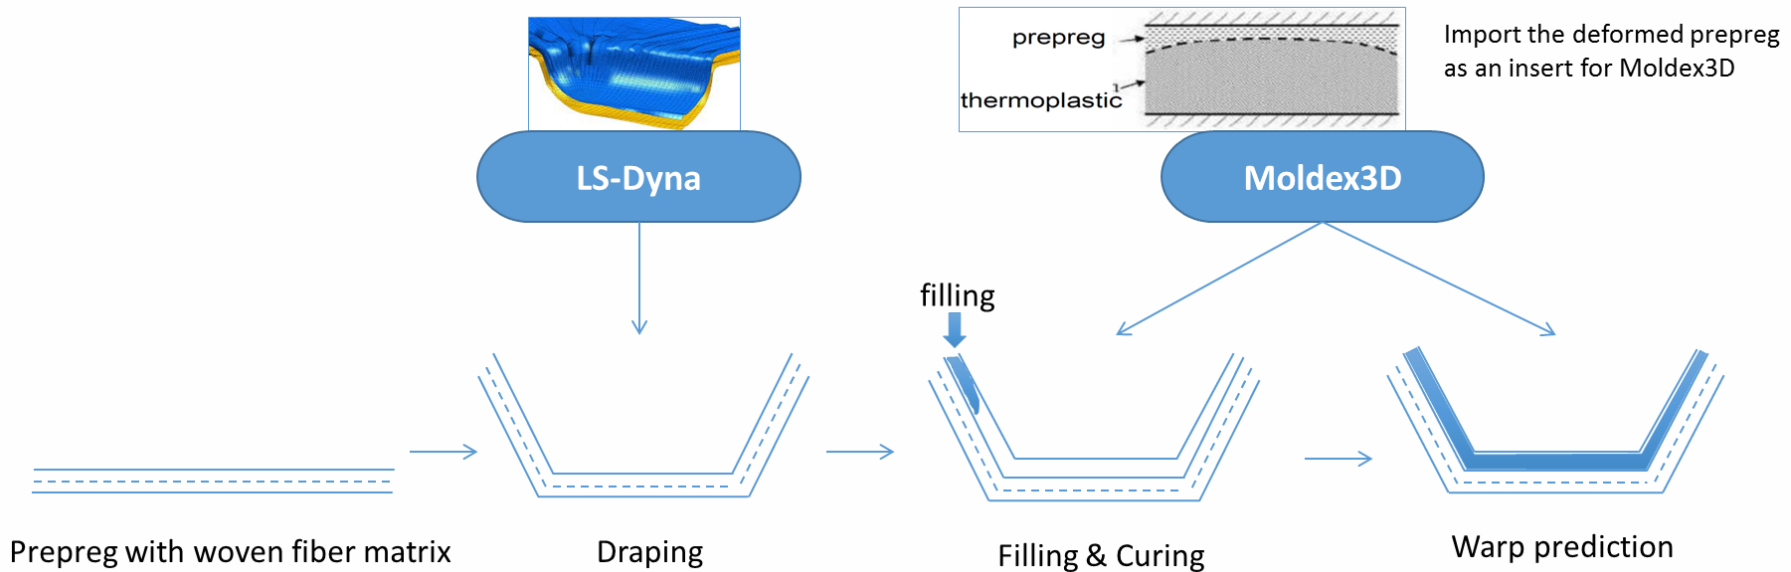 prepreg
thermoplastic
Import the deformed prepreg
as an insert for Moldex3D
LS-Dyna
Moldex3D
filling
Prepreg with woven fiber matrix
Draping
Filling & Curing
Warp prediction